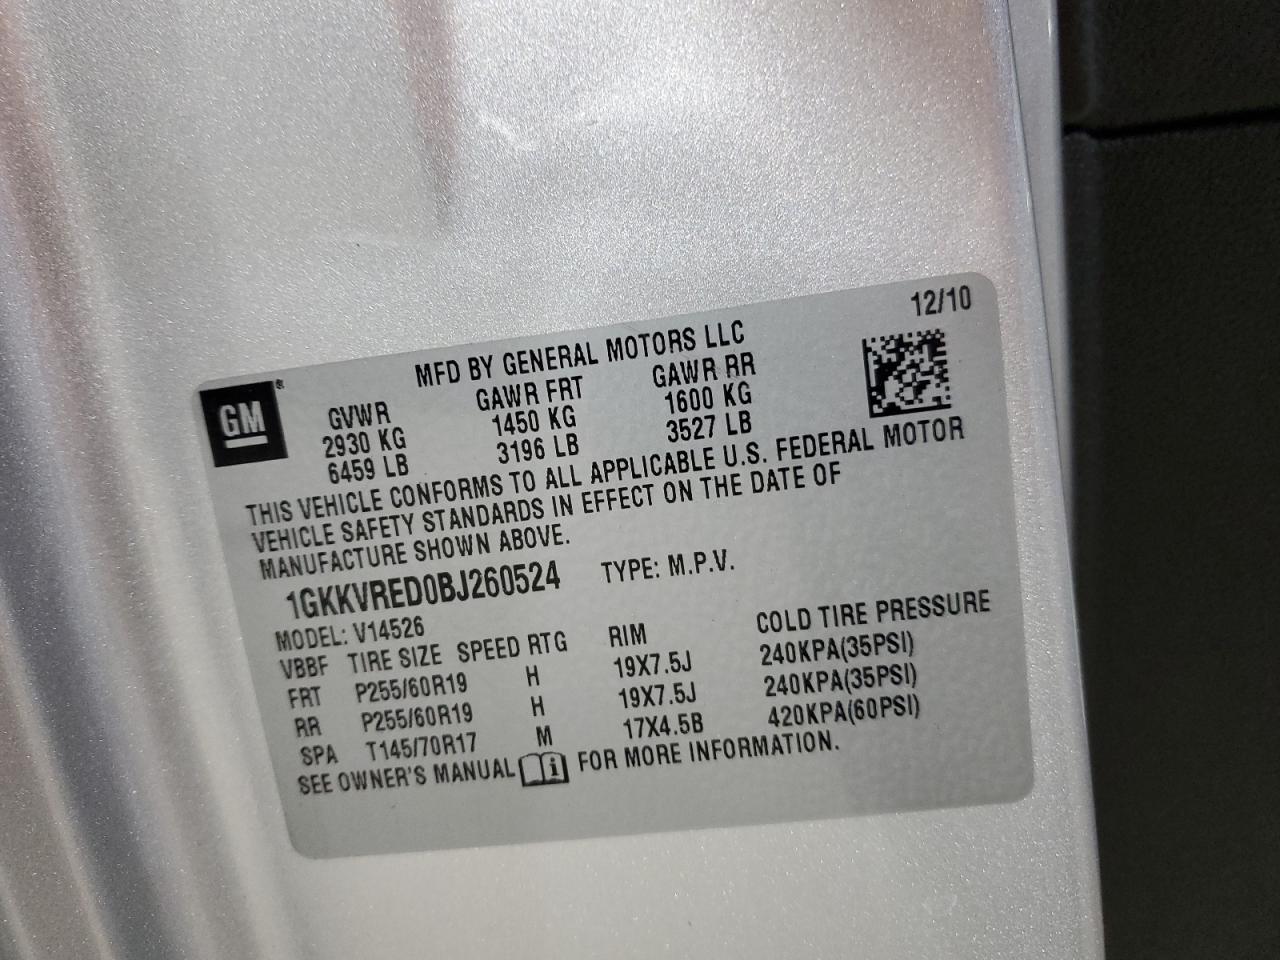 12/10
MFD BY GENERAL MOTORS LLC
GM®
GVWR GAWR FRT GAWR RR
2930 KG 1450 KG 1600 KG
6459 LB 3196 LB 3527 LB
THIS VEHICLE CONFORMS TO ALL APPLICABLE U.S. FEDERAL MOTOR
VEHICLE SAFETY STANDARDS IN EFFECT ON THE DATE OF
MANUFACTURE SHOWN ABOVE.
1GKKVRED0BJ260524 TYPE: M.P.V.
MODEL: V14526
VBBF TIRE SIZE SPEED RTG RIM COLD TIRE PRESSURE
FRT P255/60R19 H 19X7.5J 240KPA(35PSI)
RR P255/60R19 H 19X7.5J 240KPA(35PSI)
SPA T145/70R17 M 17X4.5B 420KPA(60PSI)
SEE OWNER'S MANUAL i FOR MORE INFORMATION.